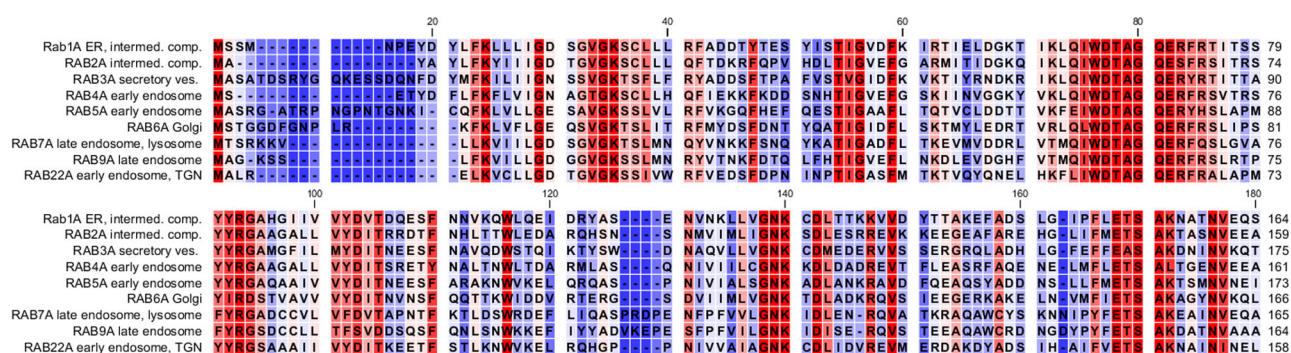 20 40 60 80
Rab1A ER, intermed. comp. MSSM------ ------NPEYD YLFKLLLIGD SGVGKSCLLL RFADDTYTES YISTIGVDFK IRTIELDGKT IKLQIWDTAG QERFRTITSS 79
RAB2A intermed. comp. MA-------- --------YA YLFKYIIIGD TGVGKSCLLL QFTDKRFQPV HDLTIGVEFG ARMITIDGKQ IKLQIWDTAG QESFRSITRS 74
RAB3A secretory ves. MASATDSRYG QKESSDQNFD YMFKILIIGN SSVGKTSFLF RYADDSFTPA FVSTVGIDFK VKTIYRNDKR IKLQIWDTAG QERYRTITTA 90
RAB4A early endosome MS-------- ------ETYD FLFKFLVIGN AGTGKSCLLH QFIEKKFKDD SNHTIGVEFG SKIINVGGKY VKLQIWDTAG QERFRSVTRS 76
RAB5A early endosome MASRG-ATRP NGPNTGNKI- CQFKLVLLGE SAVGKSSLVL RFVKGQFHEF QESTIGAAFL TQTVCLDDTT VKFEIWDTAG QERYHSLAPM 88
RAB6A Golgi MSTGGDFGNP LR-------- -KFKLVFLGE QSVGKTSLIT RFMYDSFDNT YQATIGIDFL SKTMYLEDRT VRLQLWDTAG QERFRSLIPS 81
RAB7A late endosome, lysosome MTSRKKV--- ---------- -LLKVIILGD SGVGKTSLMN QYVNKKFSNQ YKATIGADFL TKEVMVDDRL VTMQIWDTAG QERFQSLGVA 76
RAB9A late endosome MAG-KSS--- ---------- -LFKVILLGD GGVGKSSLMN RYVTNKFDTQ LFHTIGVEFL NKDLEVDGHF VTMQIWDTAG QERFRSLRTP 75
RAB22A early endosome, TGN MALR------ ---------- -ELKVCLLGD TGVGKSSIVW RFVEDSFDPN INPTIGASFM TKTVQYQNEL HKFLIWDTAG QERFRALAPM 73
100 120 140 160 180
Rab1A ER, intermed. comp. YYRGAHGIIV VYDVTDQESF NNVKQWLQEI DRYAS----E NVNKLLVGNK CDLTTKKVVD YTTAKEFADS LG-IPFLETS AKNATNVEQS 164
RAB2A intermed. comp. YYRGAAGALL VYDITRRDTF NHLTTWLEDA RQHSN----S NMVIMLIGNK SDLESRREVK KEEGEAFARE HG-LIFMETS AKTASNVEEA 159
RAB3A secretory ves. YYRGAMGFIL MYDITNEESF NAVQDWSTQI KTYSW----D NAQVLLVGNK CDMEDERVVS SERGRQLADH LG-FEFFEAS AKDNINVKQT 175
RAB4A early endosome YYRGAAGALL VYDITSRETY NALTNWLTDA RMLAS----Q NIVIILCGNK KDLDADREVT FLEASRFAQE NE-LMFLETS ALTGENVEEA 161
RAB5A early endosome YYRGAQAAIV VYDITNEESF ARAKNWVKEL QRQAS----P NIVIALSGNK ADLANKRAVD FQEAQSYADD NS-LLFMETS AKTSMNVNEI 173
RAB6A Golgi YIRDSTVAVV VYDITNVNSF QQTTKWIDDV RTERG----S DVIIMLVGNK TDLADKRQVS IEEGERKAKE LN-VMFIETS AKAGYNVKQL 166
RAB7A late endosome, lysosome FYRGADCCVL VFDVTAPNTF KTLDSWRDEF LIQASPRDPE NFPFVVLGNK IDLEN-RQVA TKRAQAWCYS KNNIPYFETS AKEAINVEQA 165
RAB9A late endosome FYRGSDCCLL TFSVDDSQSF QNLSNWKKEF IYYADVKEPE SFPFVILGNK IDISE-RQVS TEEAQAWCRD NGDYPYFETS AKDATNVAAA 164
RAB22A early endosome, TGN YYRGSAAAII VYDITKEETF STLKNWVKEL RQHGP----P NIVVAIAGNK CDLIDVREVM ERDAKDYADS IH-AIFVETS AKNAININEL 158